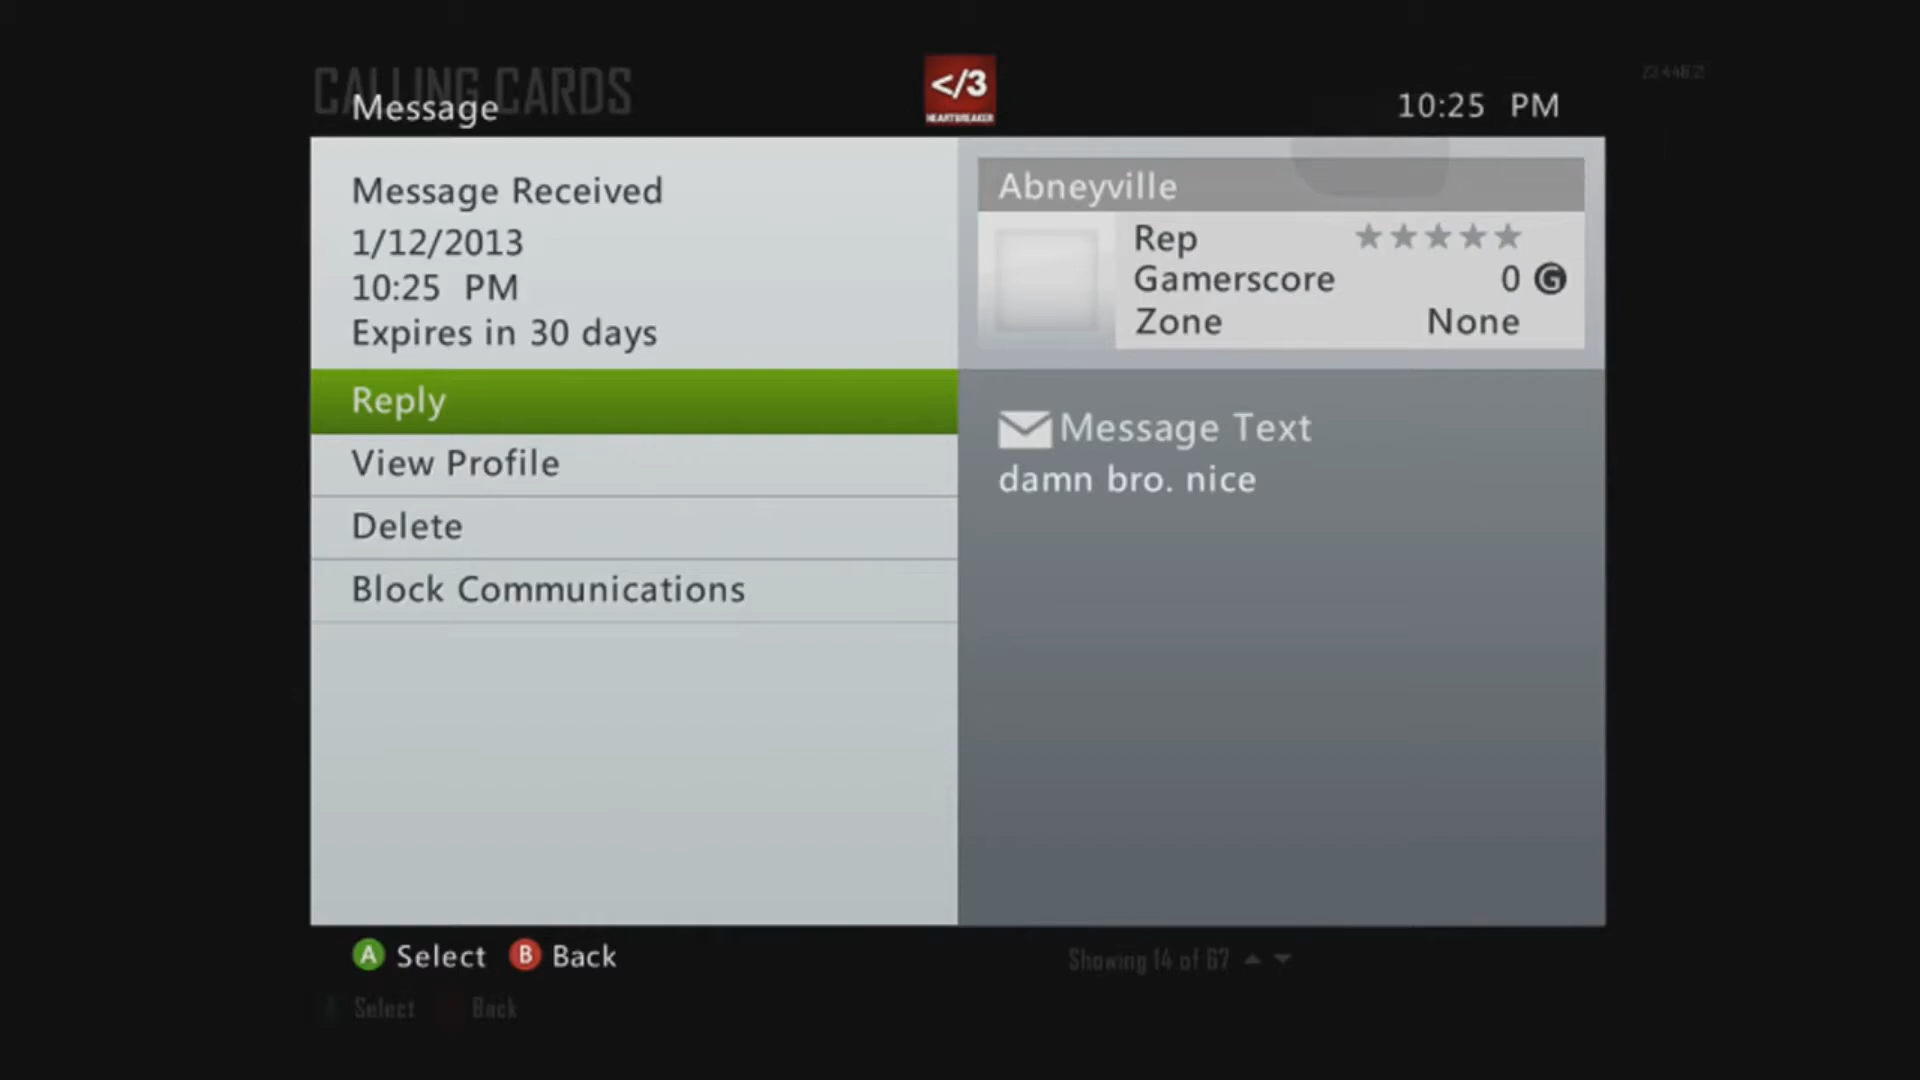 CALLING CARDS
Message
</3
HEARTBREAKER
10:25 PM
Message Received
1/12/2013
10:25 PM
Expires in 30 days
Reply
View Profile
Delete
Block Communications
Abneyville
Rep
Gamerscore 0 G
Zone None
Message Text
damn bro. nice
A Select B Back
Showing 14 of 67
Select Back